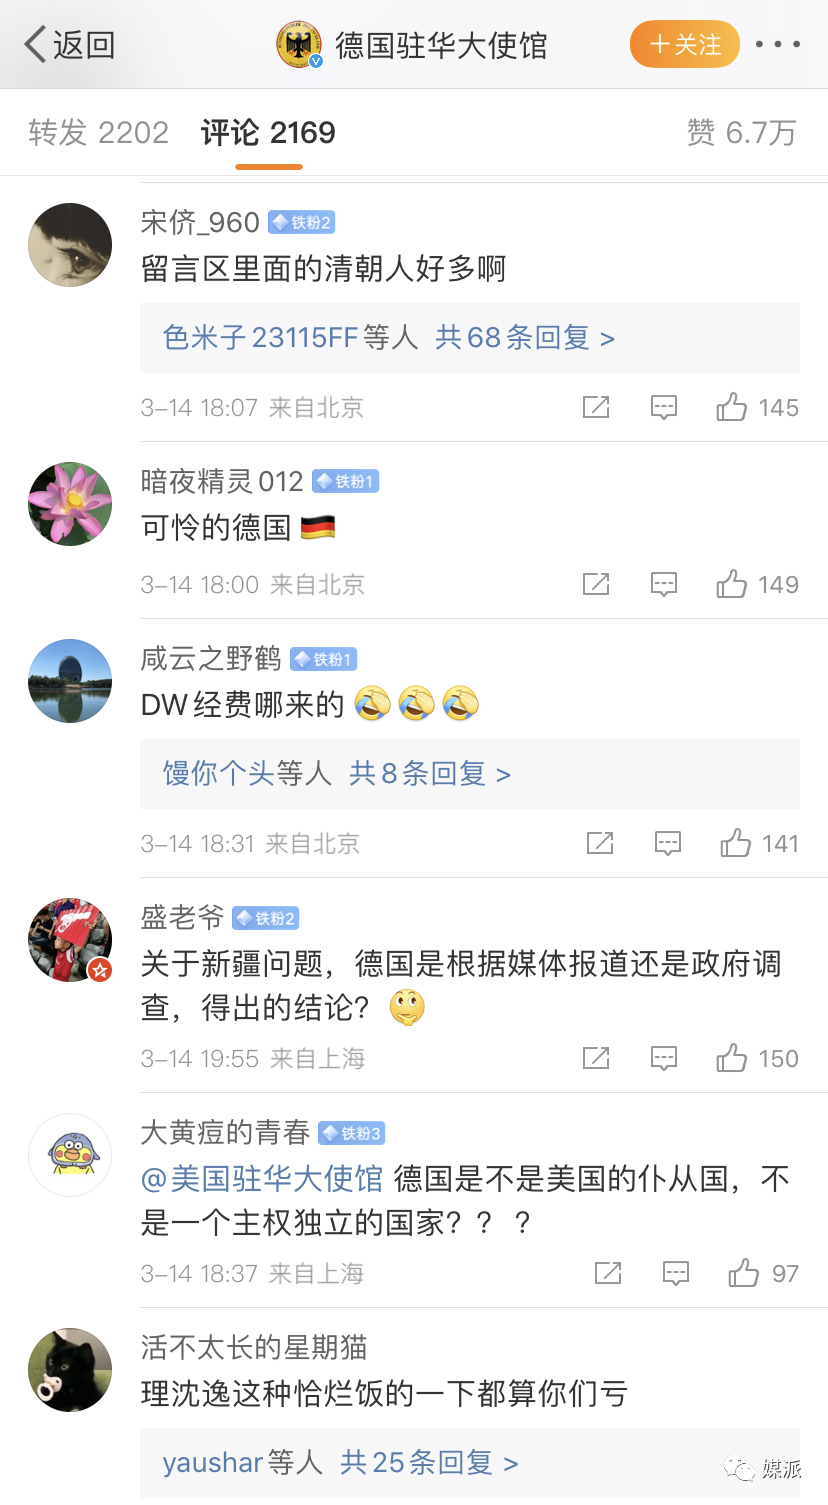 返回
德国驻华大使馆
+关注
转发 2202 评论 2169 赞 6.7万
宋侪_960 铁粉2
留言区里面的清朝人好多啊
色米子23115FF等人 共68条回复 >
3-14 18:07 来自北京 145
暗夜精灵012 铁粉1
可怜的德国🇩🇪
3-14 18:00 来自北京 149
咸云之野鹤 铁粉1
DW经费哪来的🤣🤣🤣
馒你个头等人 共8条回复 >
3-14 18:31 来自北京 141
盛老爷 铁粉2
关于新疆问题，德国是根据媒体报道还是政府调
查，得出的结论？🤔
3-14 19:55 来自上海 150
大黄痘的青春 铁粉3
@美国驻华大使馆 德国是不是美国的仆从国，不
是一个主权独立的国家？？？
3-14 18:37 来自上海 97
活不太长的星期猫
理沈逸这种恰烂饭的一下都算你们亏
yaushar等人 共25条回复 >
媒派